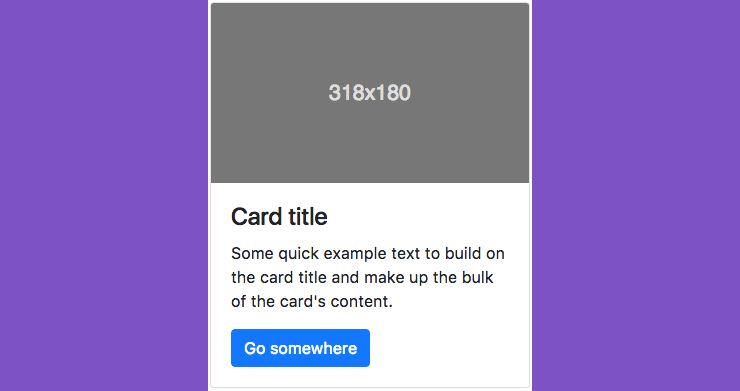 318x180
Card title
Some quick example text to build on
the card title and make up the bulk
of the card's content.
Go somewhere